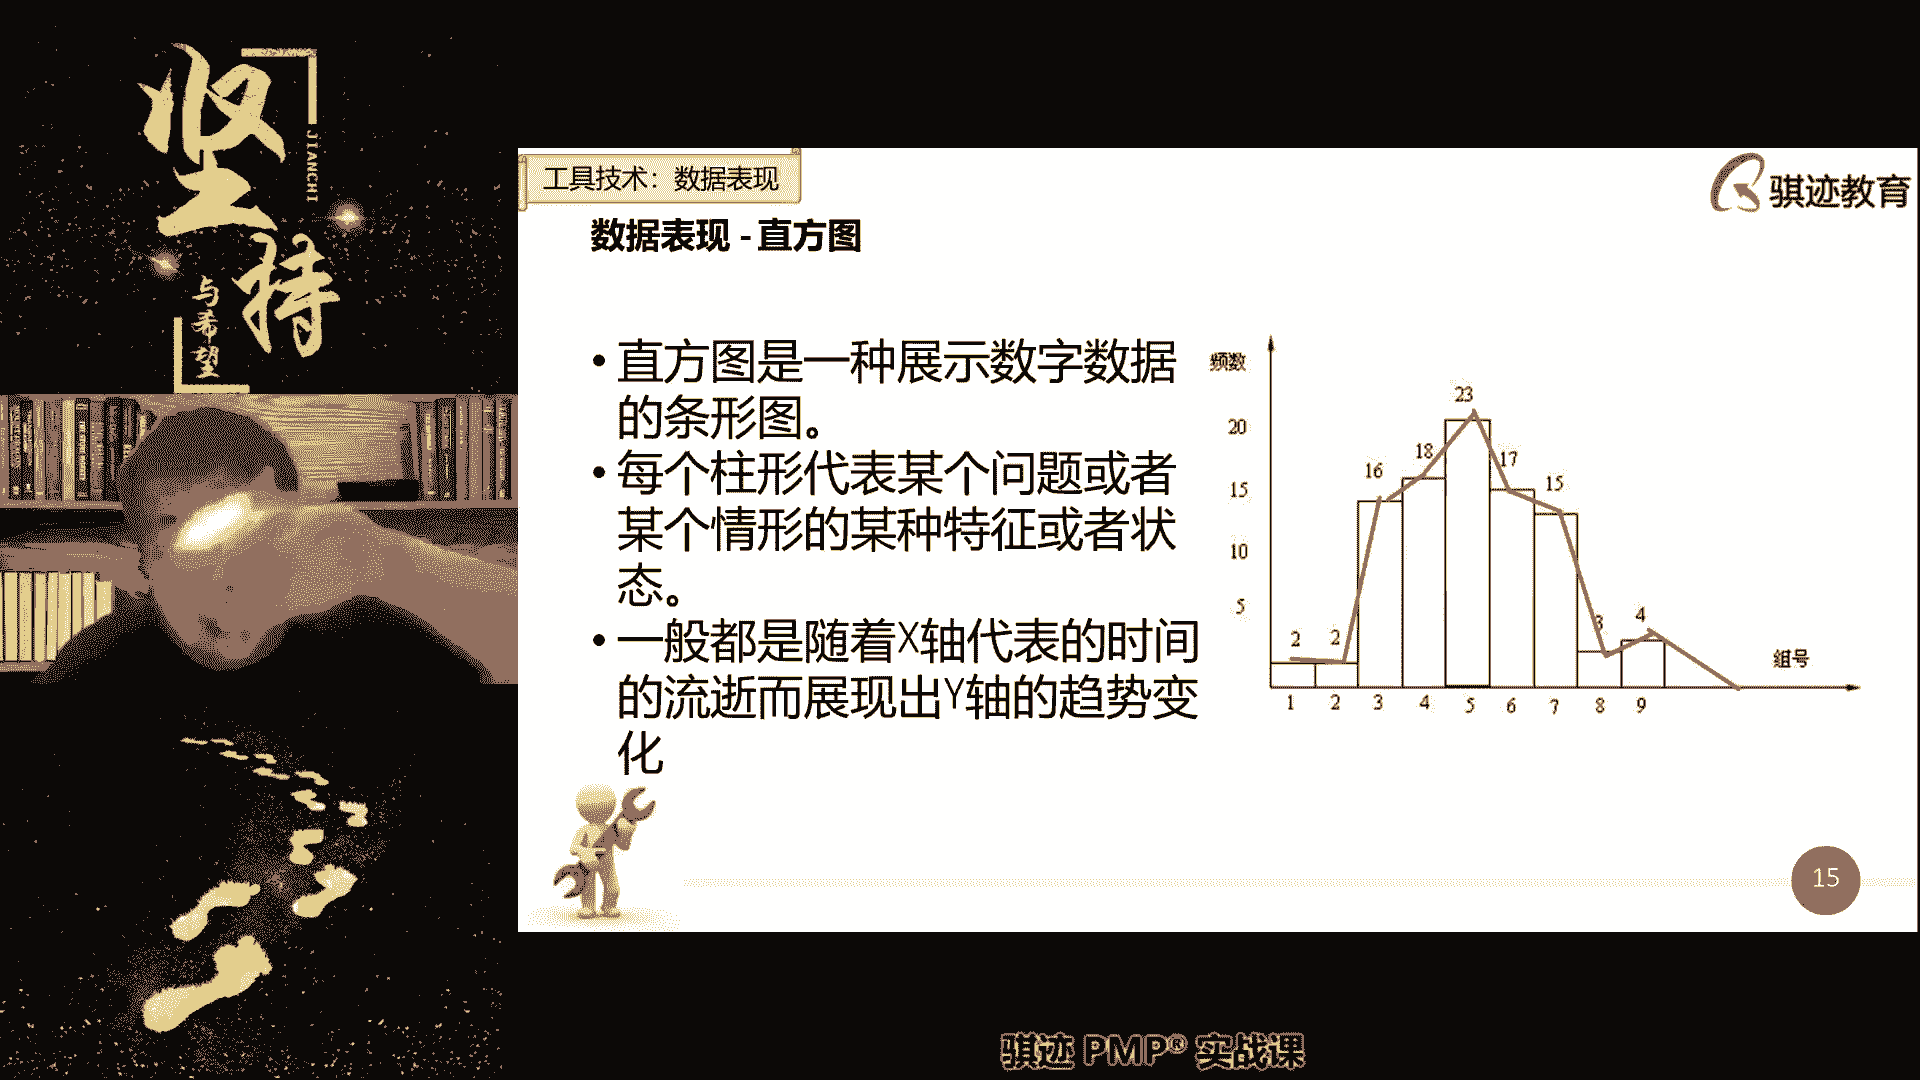 坚持
JIANCHI
与希望
工具技术：数据表现
骐迹教育
数据表现 - 直方图
• 直方图是一种展示数字数据
的条形图。
• 每个柱形代表某个问题或者
某个情形的某种特征或者状
态。
• 一般都是随着X轴代表的时间
的流逝而展现出Y轴的趋势变
化
频数
20
15
10
5
2
2
16
18
23
17
15
3
4
组号
1 2 3 4 5 6 7 8 9
15
骐迹 PMP® 实战课